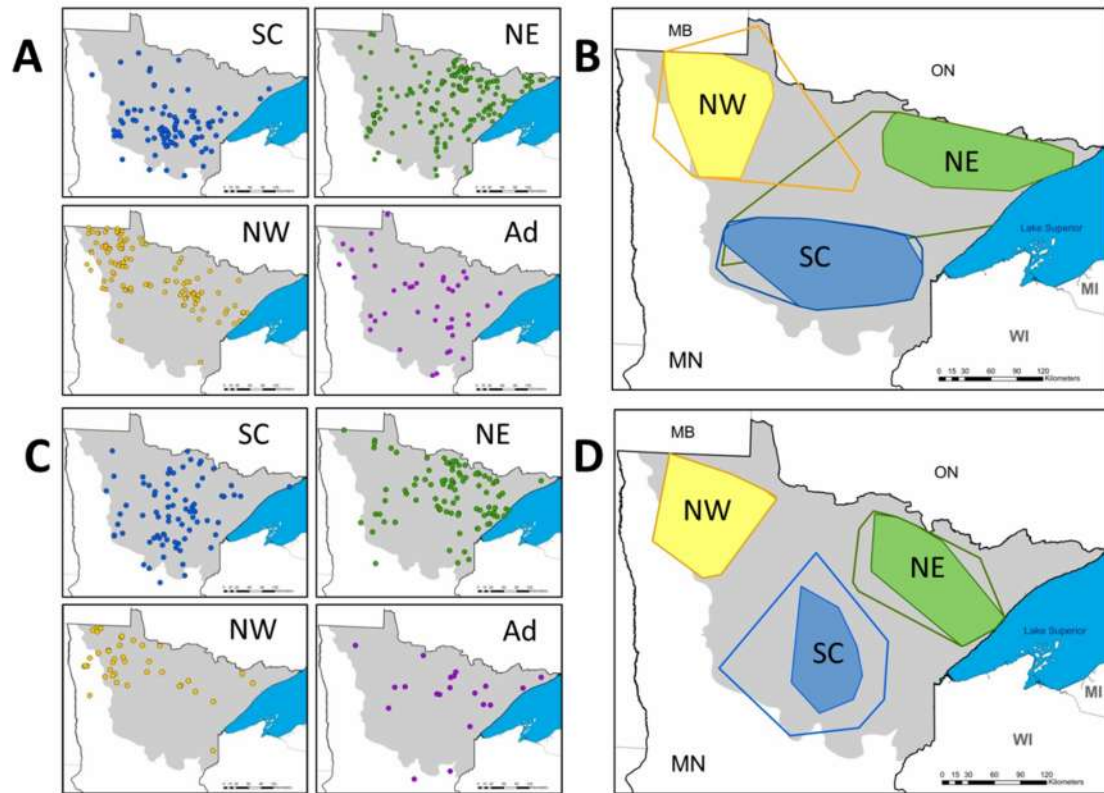 A
SC
NE
NW
Ad
B
MB
ON
NW
NE
SC
Lake Superior
MI
WI
MN
0 15 30 60 90 120
Kilometers
C
SC
NE
NW
Ad
D
MB
ON
NW
NE
SC
Lake Superior
MI
WI
MN
0 15 30 60 90 120
Kilometers